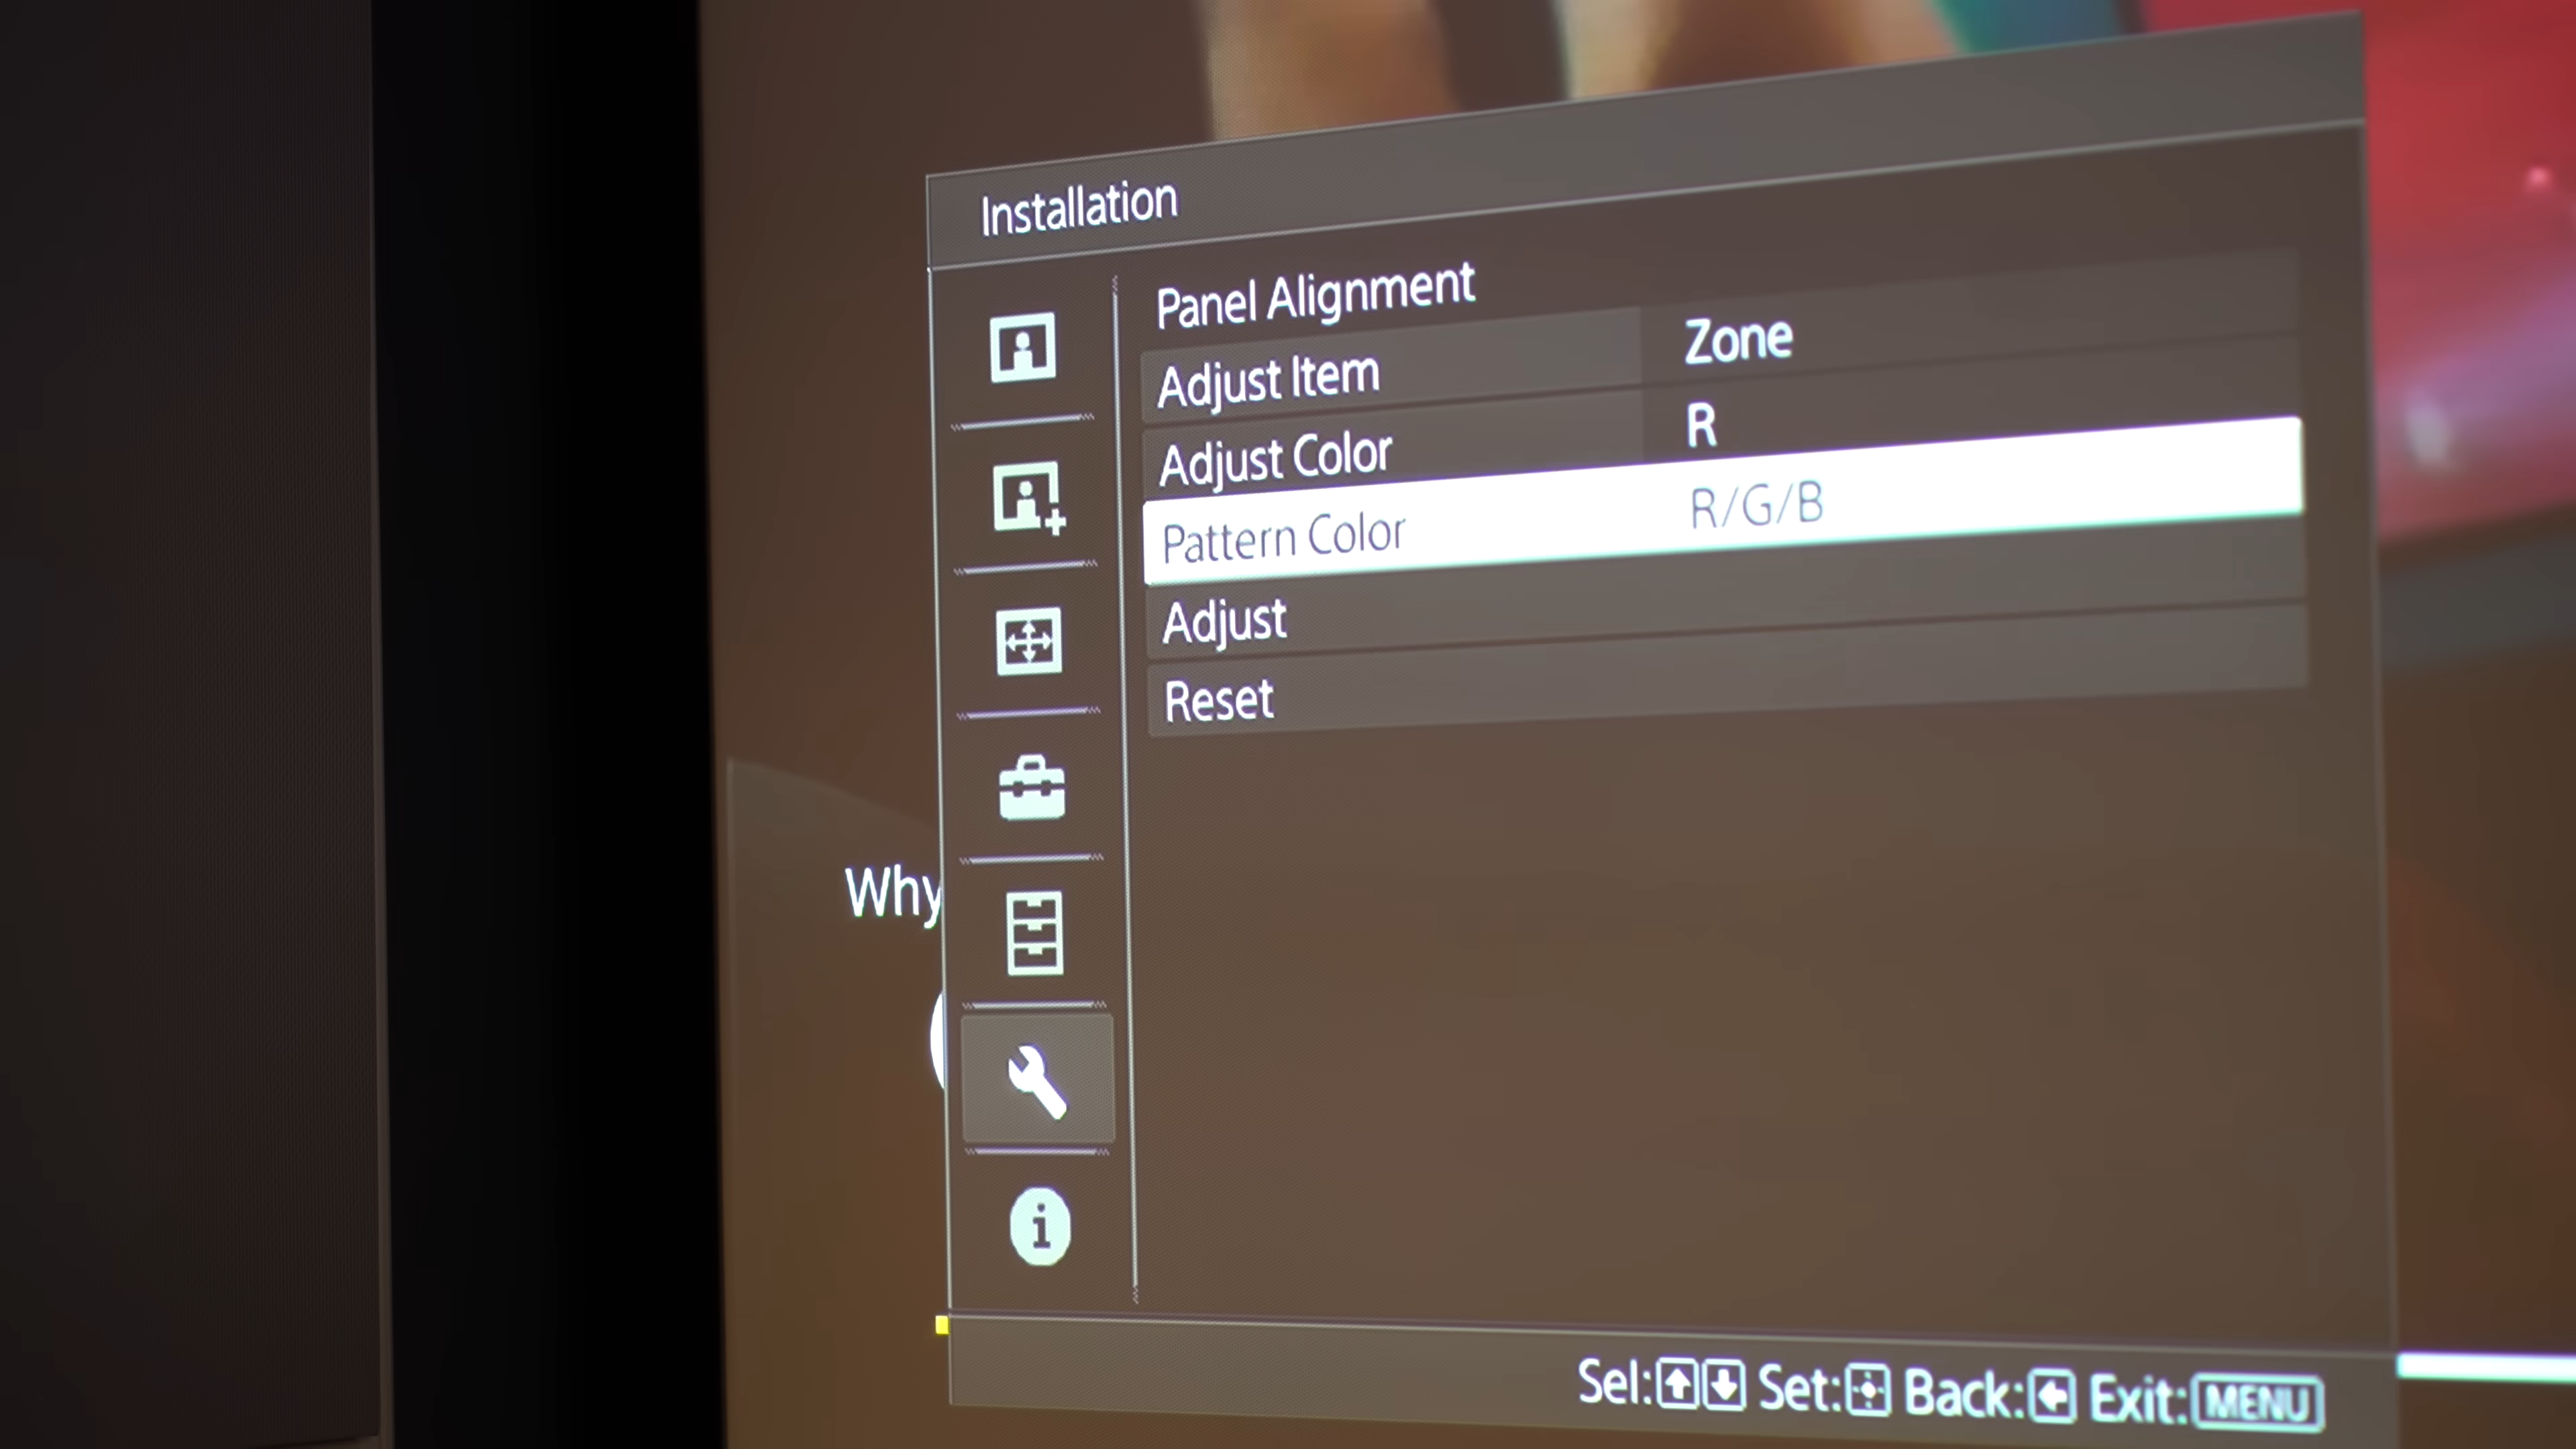 Installation
Panel Alignment
Adjust Item Zone
Adjust Color R
Pattern Color R/G/B
Adjust
Reset
Why
Sel: Set: Back: Exit: MENU